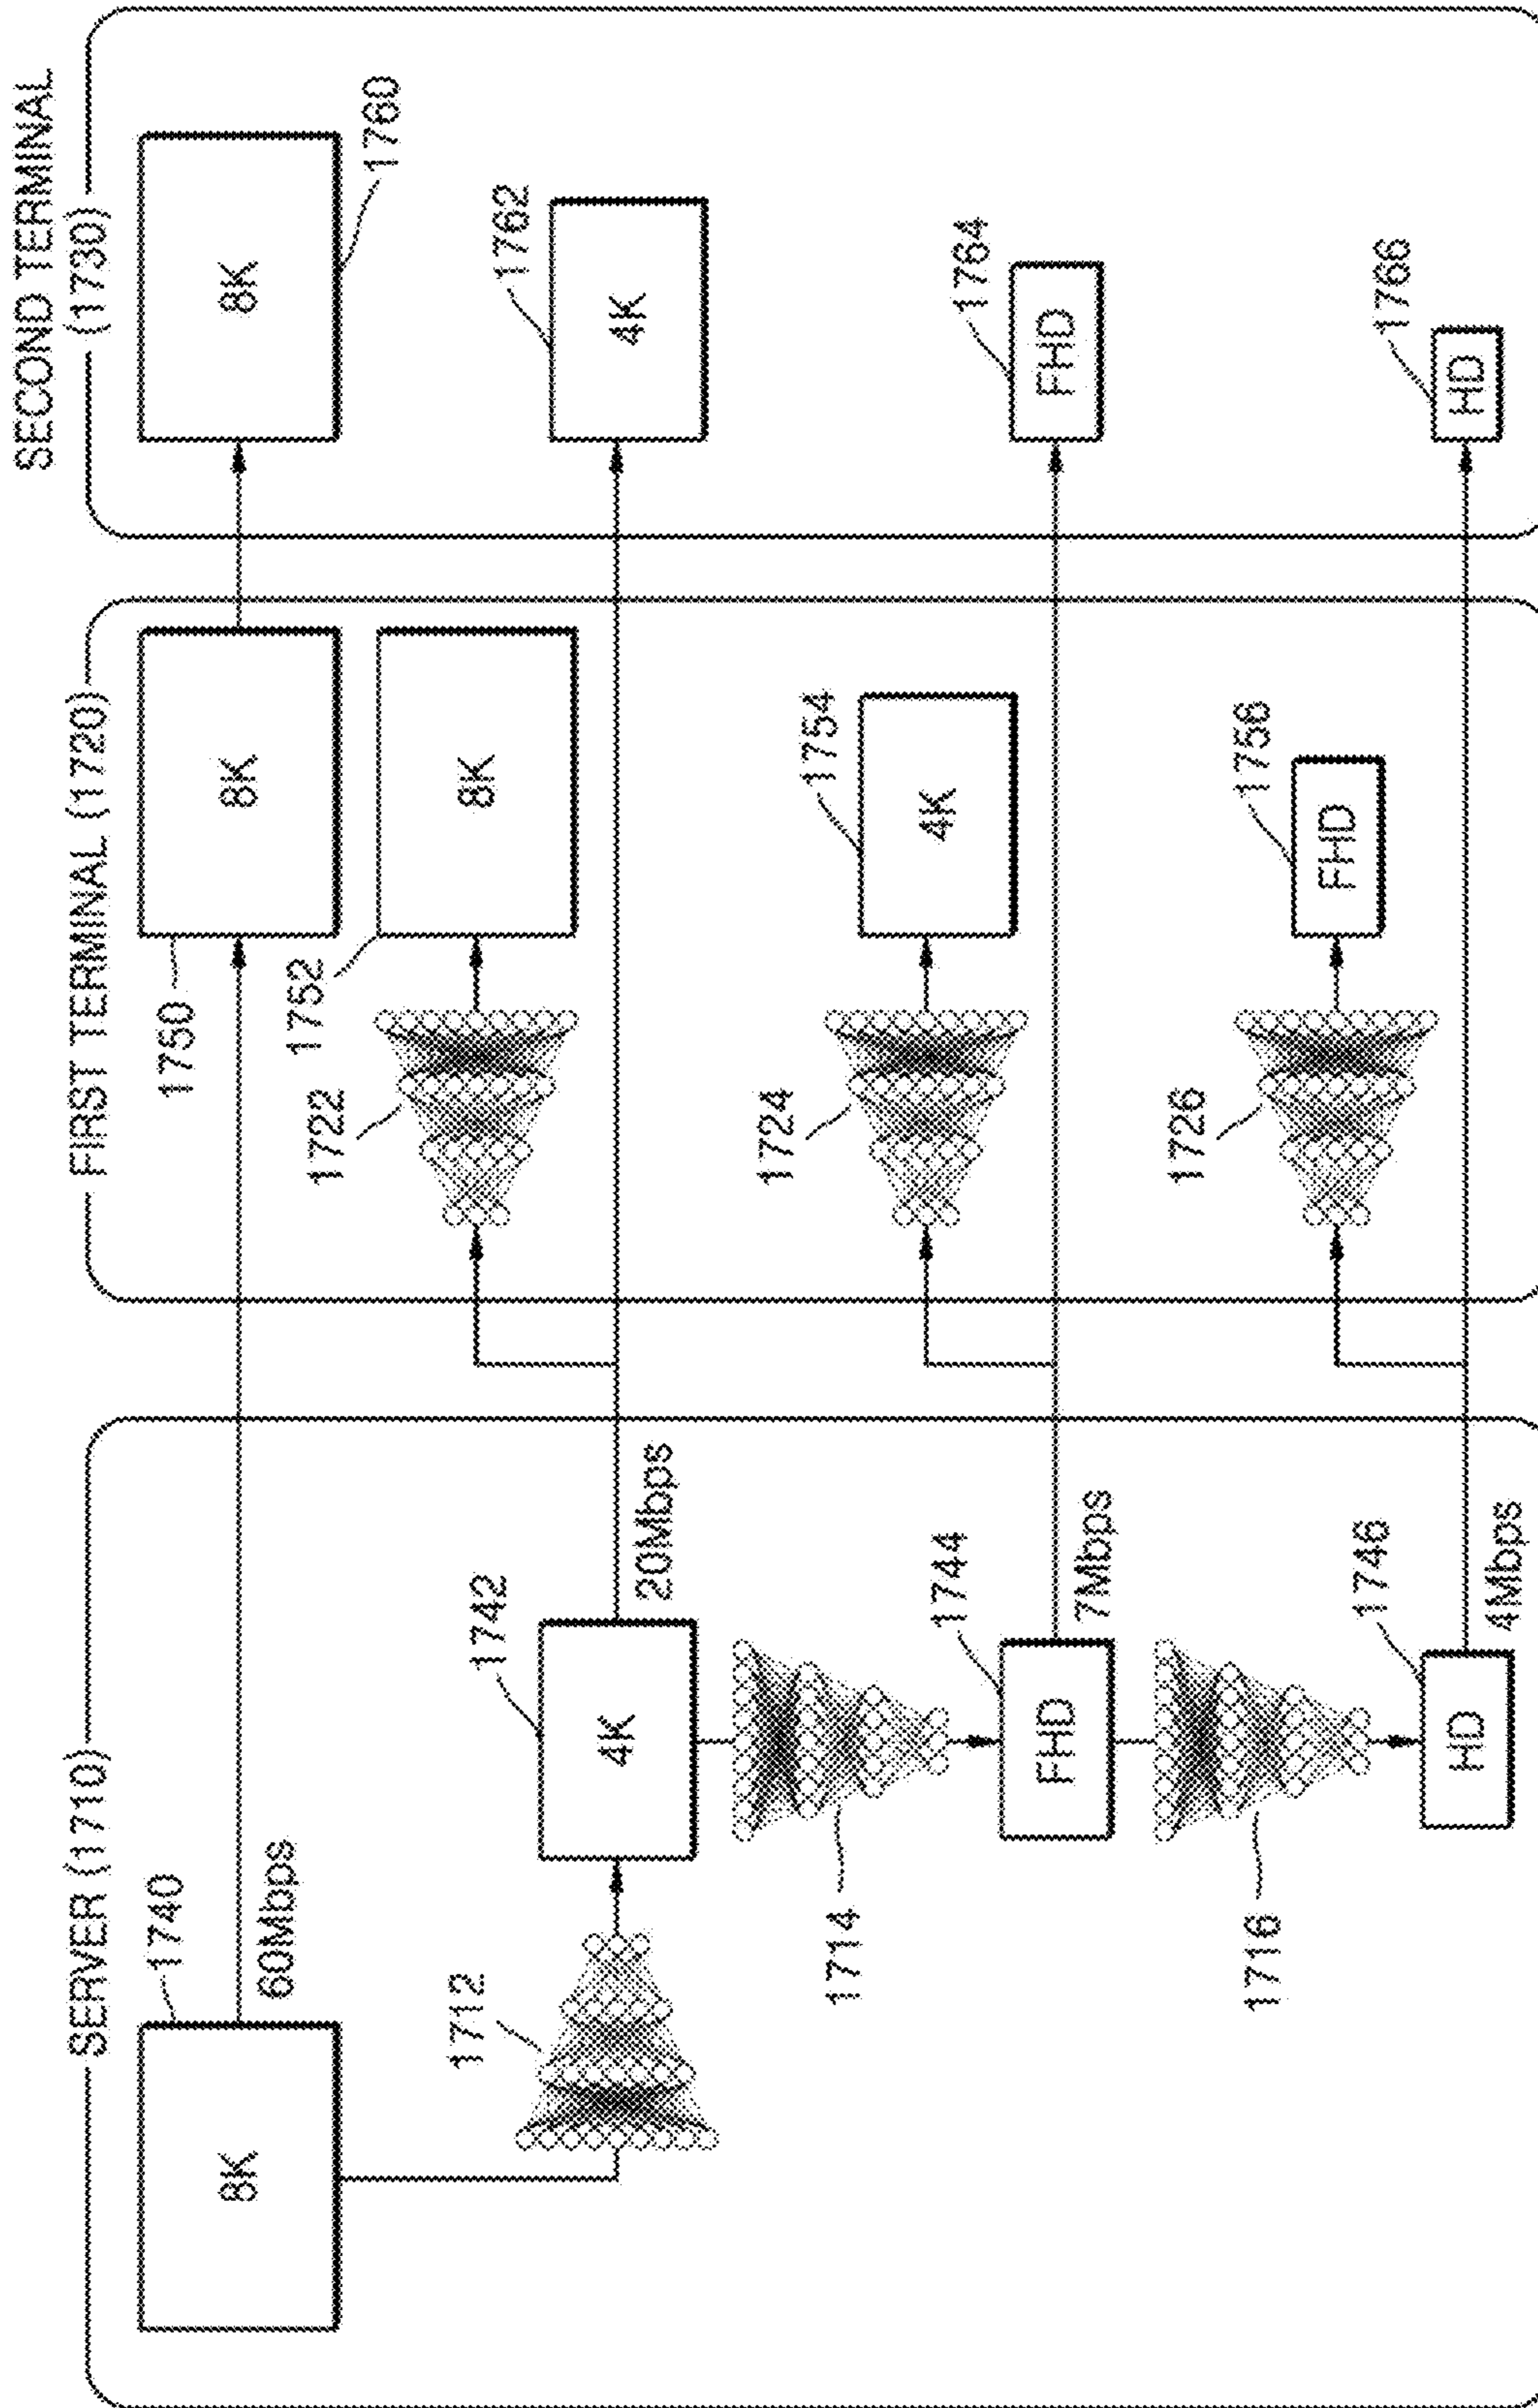 SERVER (1710)
8K
1740
60Mbps
1712
4K
1742
20Mbps
1714
FHD
1744
7Mbps
1716
HD
1746
4Mbps
FIRST TERMINAL (1720)
1750
8K
1752
8K
1722
1724
4K
1754
1726
FHD
1756
SECOND TERMINAL
(1730)
8K
1760
4K
1762
FHD
1764
HD
1766